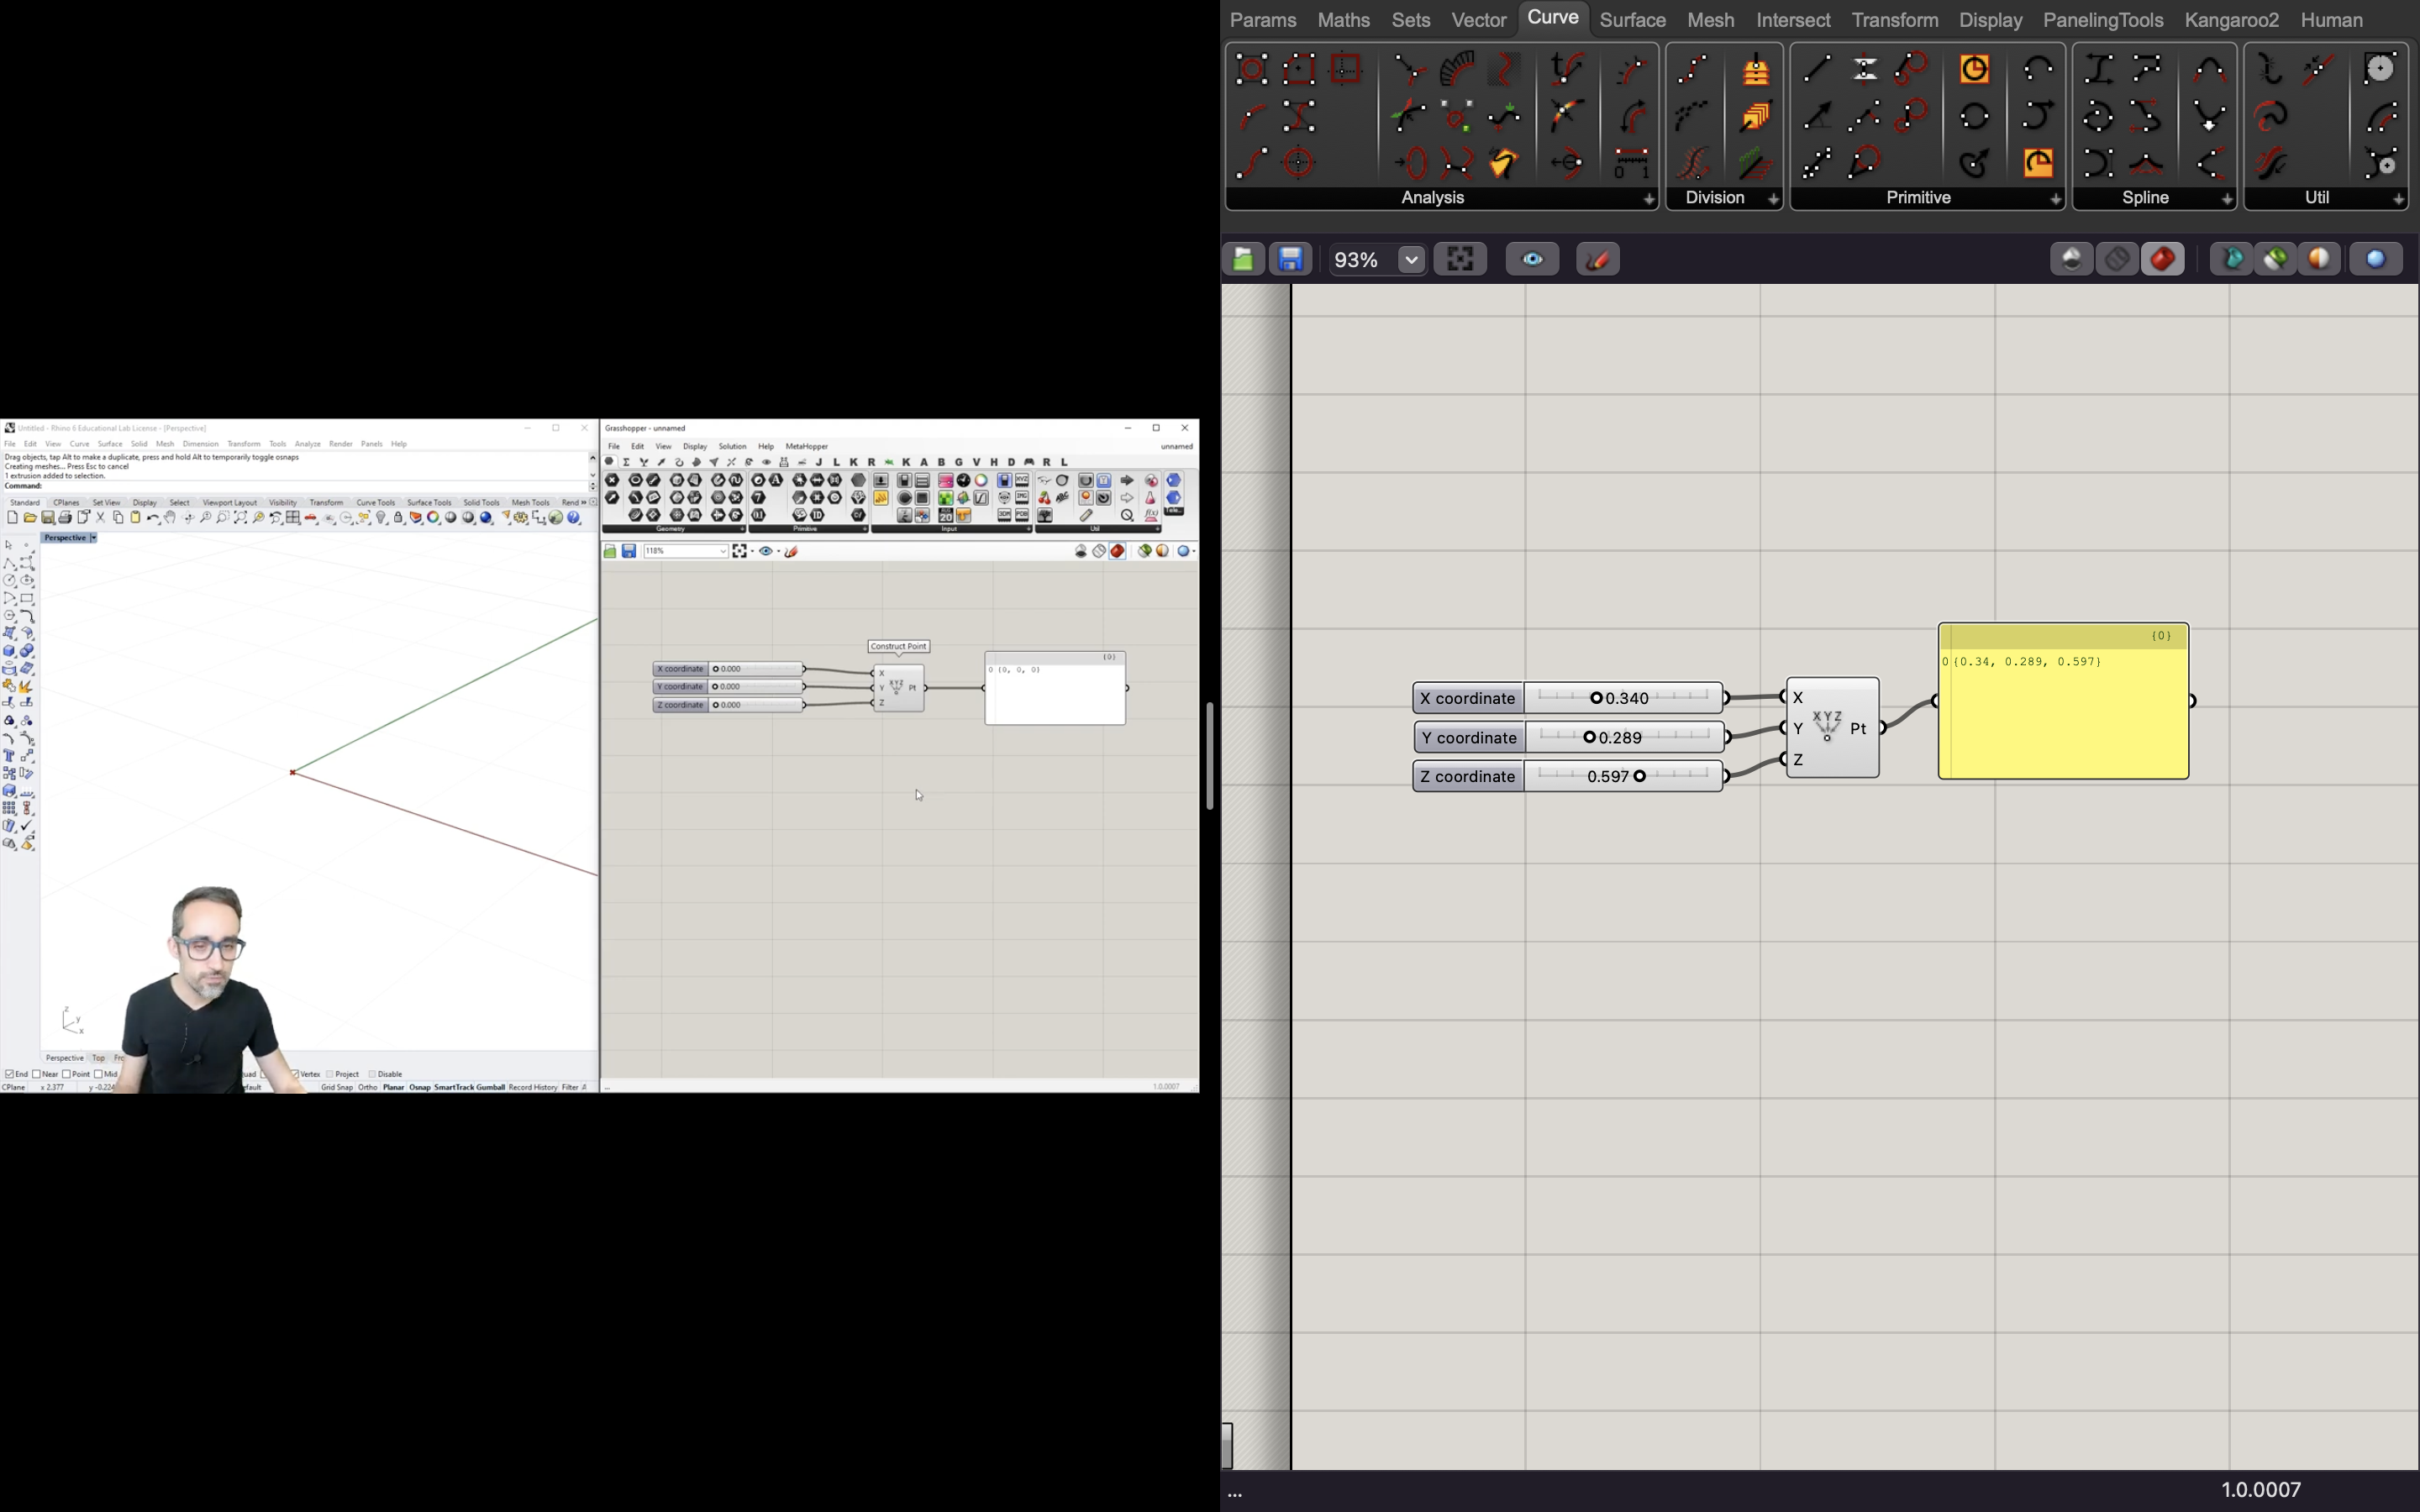 Untitled - Rhino 6 Educational Lab License - [Perspective]
File Edit View Curve Surface Solid Mesh Dimension Transform Tools Analyze Render Panels Help
Drag objects, tap Alt to make a duplicate, press and hold Alt to temporarily toggle osnaps
Creating meshes... Press Esc to cancel
1 extrusion added to selection.
Command:
Standard CPlanes Set View Display Select Viewport Layout Visibility Transform Curve Tools Surface Tools Solid Tools Mesh Tools Rend
Perspective
z
y
x
Perspective Top
End Near Point Mid Vertex Project Disable
CPlane x 2.377 y -0.224 Grid Snap Ortho Planar Osnap SmartTrack Gumball Record History Filter
Grasshopper - unnamed
File Edit View Display Solution Help MetaHopper unnamed
J L K R K A B G V H D R L
Geometry Primitive Input Util
118%
Construct Point
X coordinate 0.000
Y coordinate 0.000
Z coordinate 0.000
X
Y
Z
XYZ
Pt
{0}
0 {0, 0, 0}
1.0.0007
Params Maths Sets Vector Curve Surface Mesh Intersect Transform Display PanelingTools Kangaroo2 Human
Analysis Division Primitive Spline Util
93%
X coordinate 0.340
Y coordinate 0.289
Z coordinate 0.597
X
Y
Z
XYZ
Pt
{0}
0 {0.34, 0.289, 0.597}
...
1.0.0007